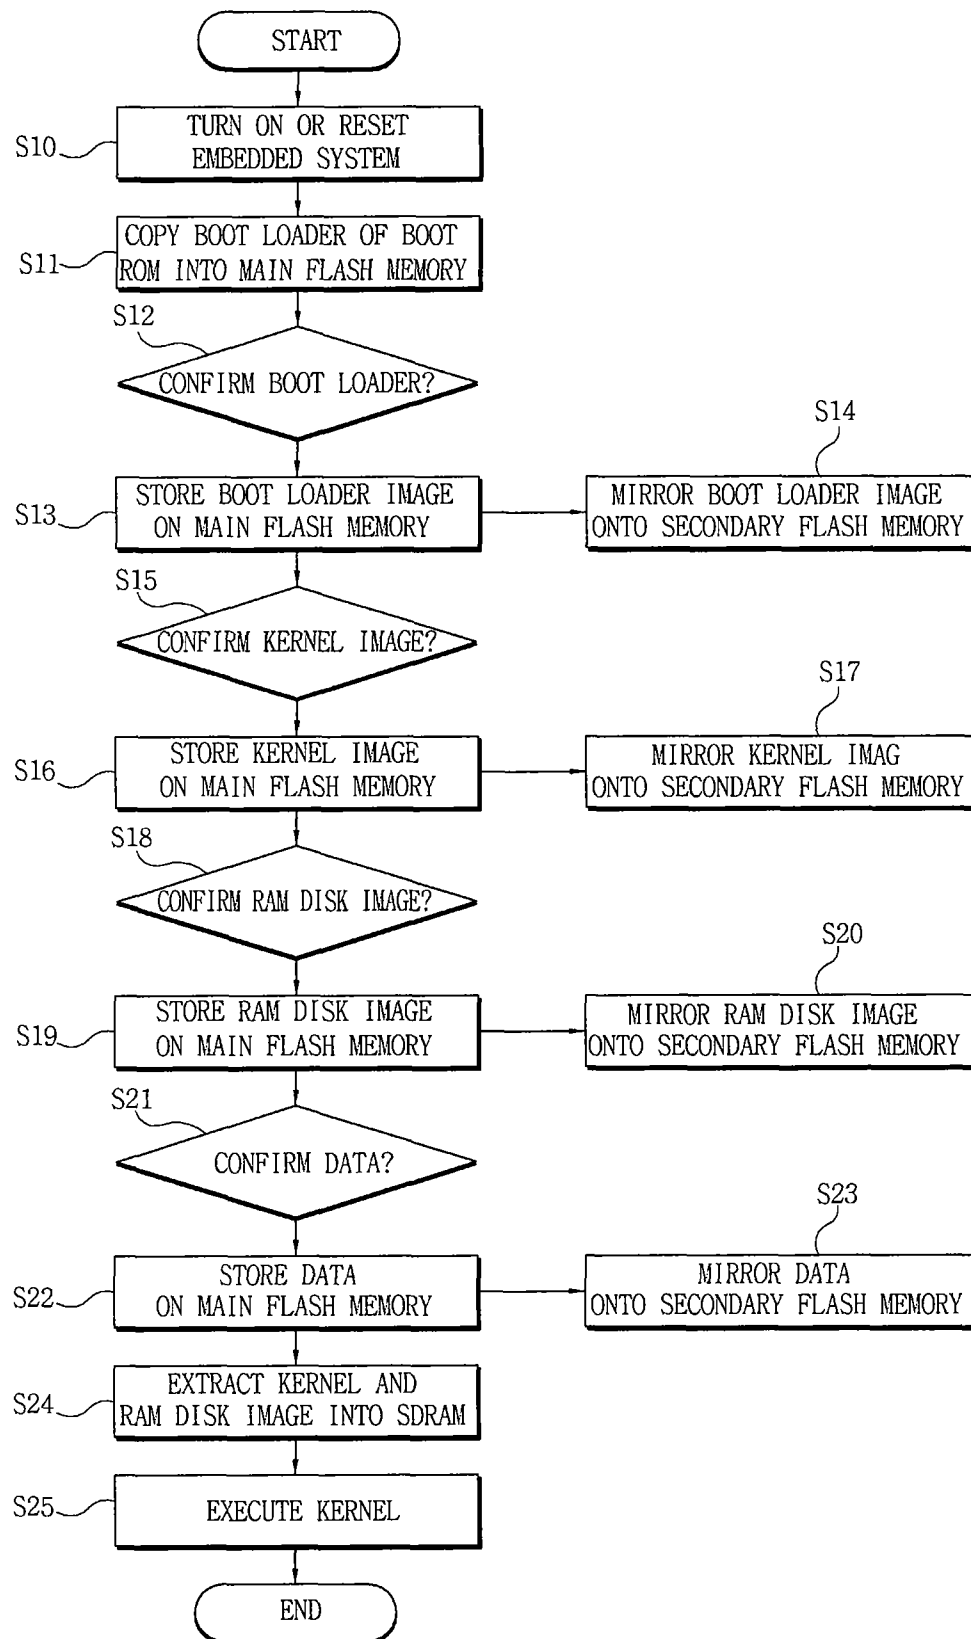 START
S10
TURN ON OR RESET
EMBEDDED SYSTEM
S11
COPY BOOT LOADER OF BOOT
ROM INTO MAIN FLASH MEMORY
S12
CONFIRM BOOT LOADER?
S13
STORE BOOT LOADER IMAGE
ON MAIN FLASH MEMORY
S14
MIRROR BOOT LOADER IMAGE
ONTO SECONDARY FLASH MEMORY
S15
CONFIRM KERNEL IMAGE?
S16
STORE KERNEL IMAGE
ON MAIN FLASH MEMORY
S17
MIRROR KERNEL IMAG
ONTO SECONDARY FLASH MEMORY
S18
CONFIRM RAM DISK IMAGE?
S19
STORE RAM DISK IMAGE
ON MAIN FLASH MEMORY
S20
MIRROR RAM DISK IMAGE
ONTO SECONDARY FLASH MEMORY
S21
CONFIRM DATA?
S22
STORE DATA
ON MAIN FLASH MEMORY
S23
MIRROR DATA
ONTO SECONDARY FLASH MEMORY
S24
EXTRACT KERNEL AND
RAM DISK IMAGE INTO SDRAM
S25
EXECUTE KERNEL
END